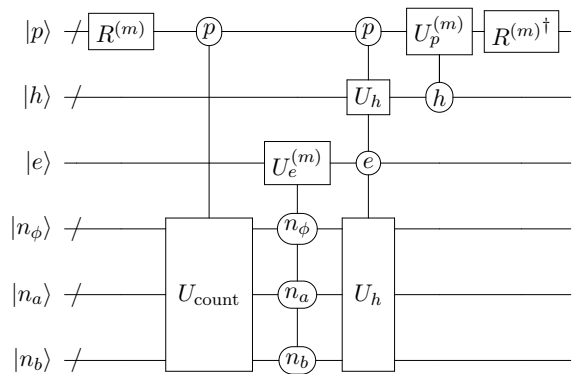 |p⟩ R^(m) p p U_p^(m) R^(m)†
|h⟩ U_h h
|e⟩ U_e^(m) e
|n_ϕ⟩ n_ϕ
|n_a⟩ U_count n_a U_h
|n_b⟩ n_b